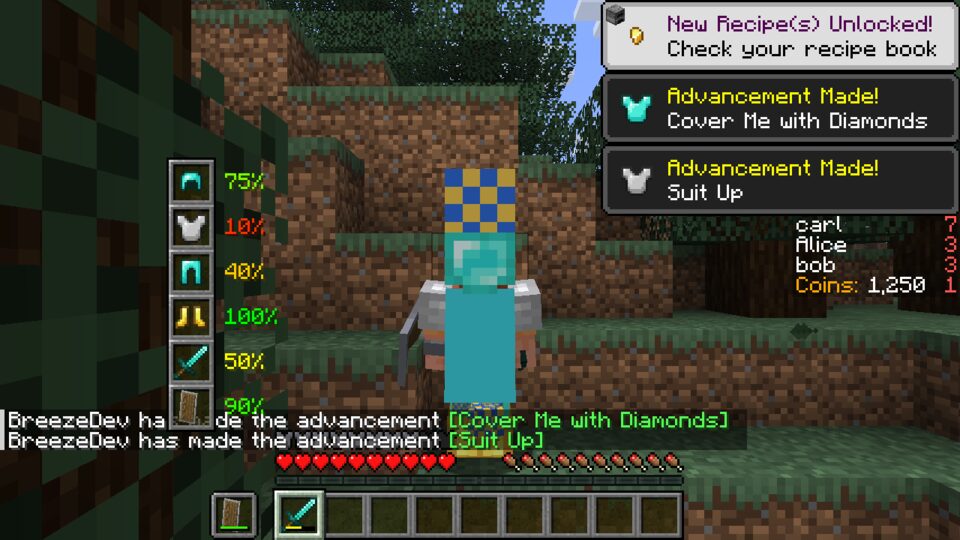 New Recipe(s) Unlocked!
Check your recipe book
Advancement Made!
Cover Me with Diamonds
Advancement Made!
Suit Up
75%
10%
40%
100%
50%
90%
carl 7
Alice 3
bob 3
Coins: 1,250 1
BreezeDev ha de the advancement [Cover Me with Diamonds]
BreezeDev has made the advancement [Suit Up]